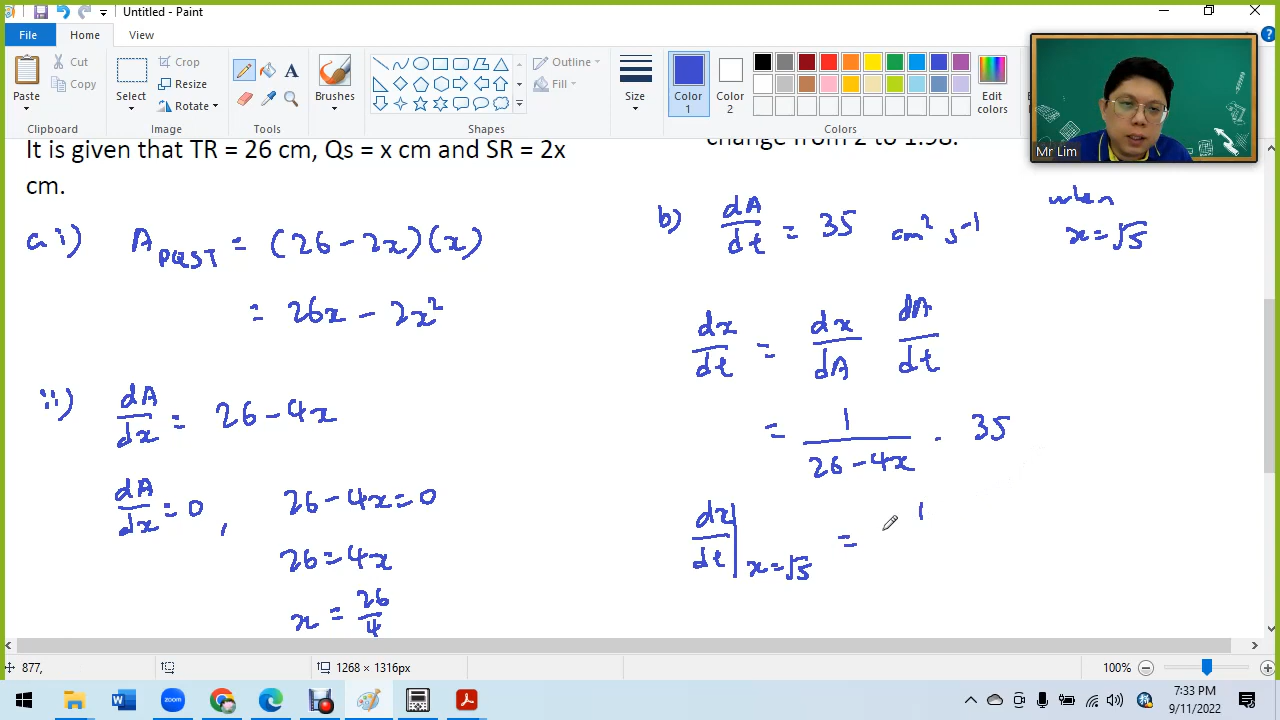 Untitled - Paint
File Home View
Paste Cut Copy Clipboard
Select Crop Resize Rotate Image
Tools
Brushes
Outline Fill Shapes
Size
Color 1 Color 2 Edit colors Colors
Mr Lim
It is given that TR = 26 cm, Qs = x cm and SR = 2x
cm.
a i) A PQST = (26 - 2x)(x)
= 26x - 2x²
ii) dA/dx = 26 - 4x
dA/dx = 0 , 26 - 4x = 0
26 = 4x
x = 26/4
change from 2 to 1.98.
b) dA/dt = 35 cm² s⁻¹ when x = √5
dx/dt = dx/dA dA/dt
= 1/(26 - 4x) . 35
dx/dt | x = √5 = 1
877,
1268 × 1316px
100%
zoom
7:33 PM
9/11/2022